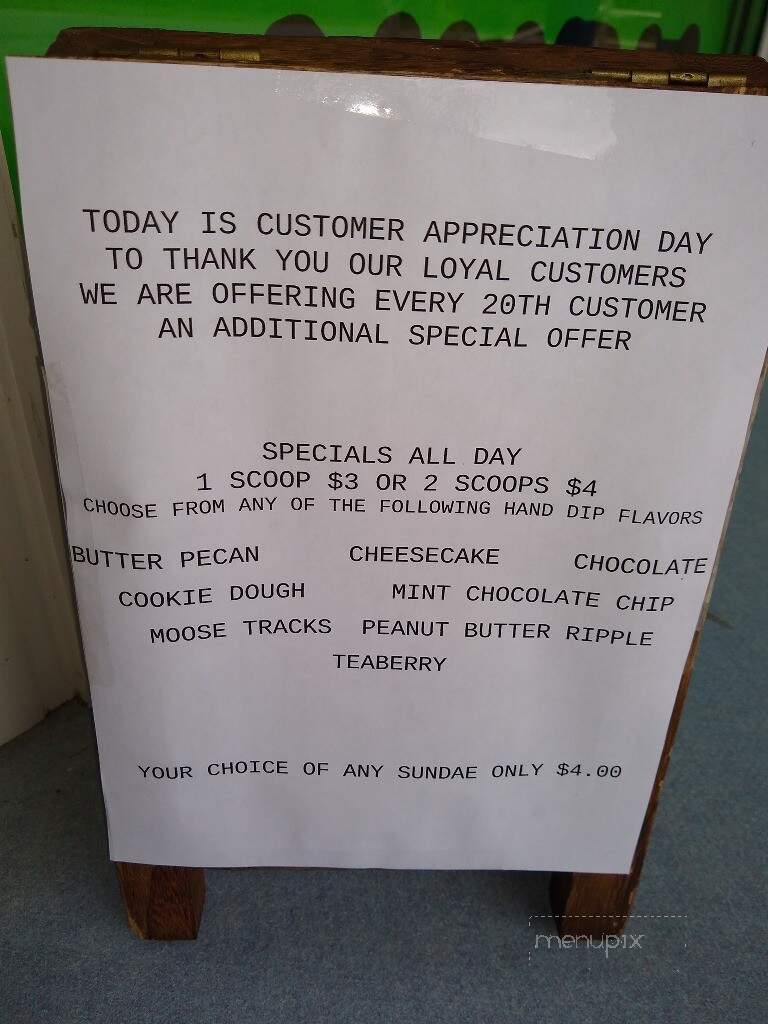 TODAY IS CUSTOMER APPRECIATION DAY
TO THANK YOU OUR LOYAL CUSTOMERS
WE ARE OFFERING EVERY 20TH CUSTOMER
AN ADDITIONAL SPECIAL OFFER
SPECIALS ALL DAY
1 SCOOP $3 OR 2 SCOOPS $4
CHOOSE FROM ANY OF THE FOLLOWING HAND DIP FLAVORS
BUTTER PECAN CHEESECAKE CHOCOLATE
COOKIE DOUGH MINT CHOCOLATE CHIP
MOOSE TRACKS PEANUT BUTTER RIPPLE
TEABERRY
YOUR CHOICE OF ANY SUNDAE ONLY $4.00
menupix